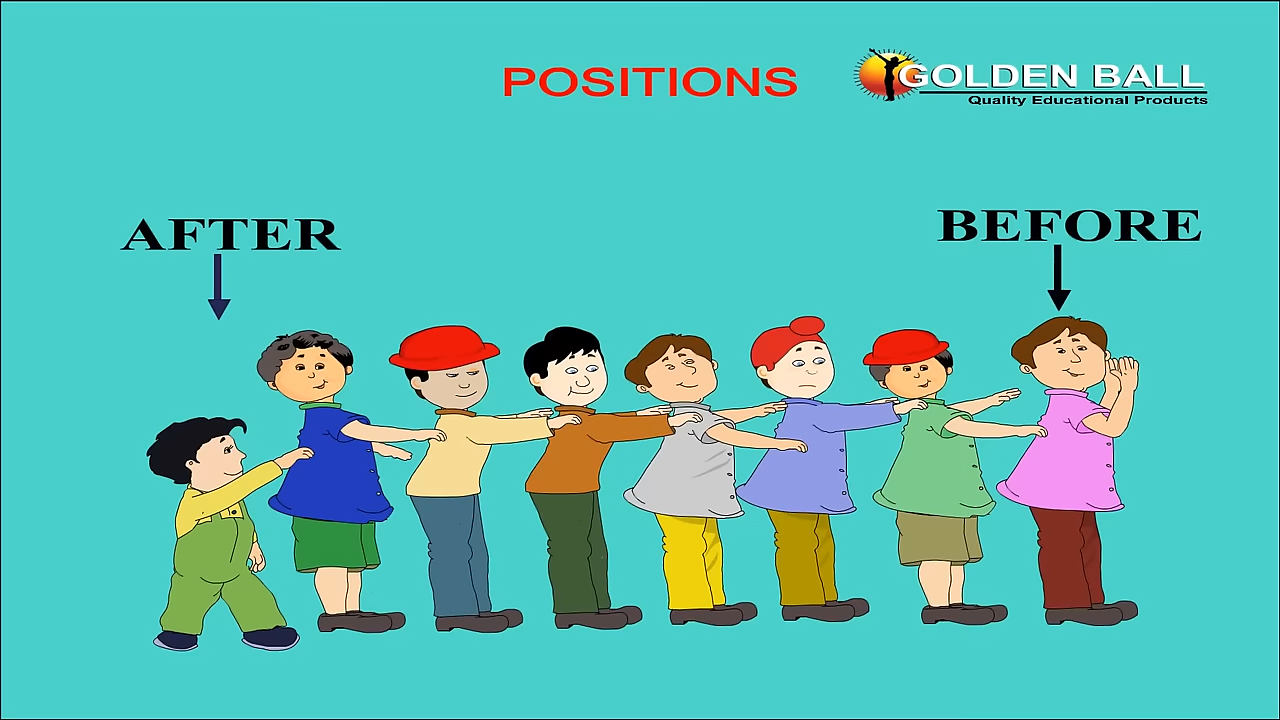 POSITIONS
GOLDEN BALL
Quality Educational Products
AFTER
BEFORE